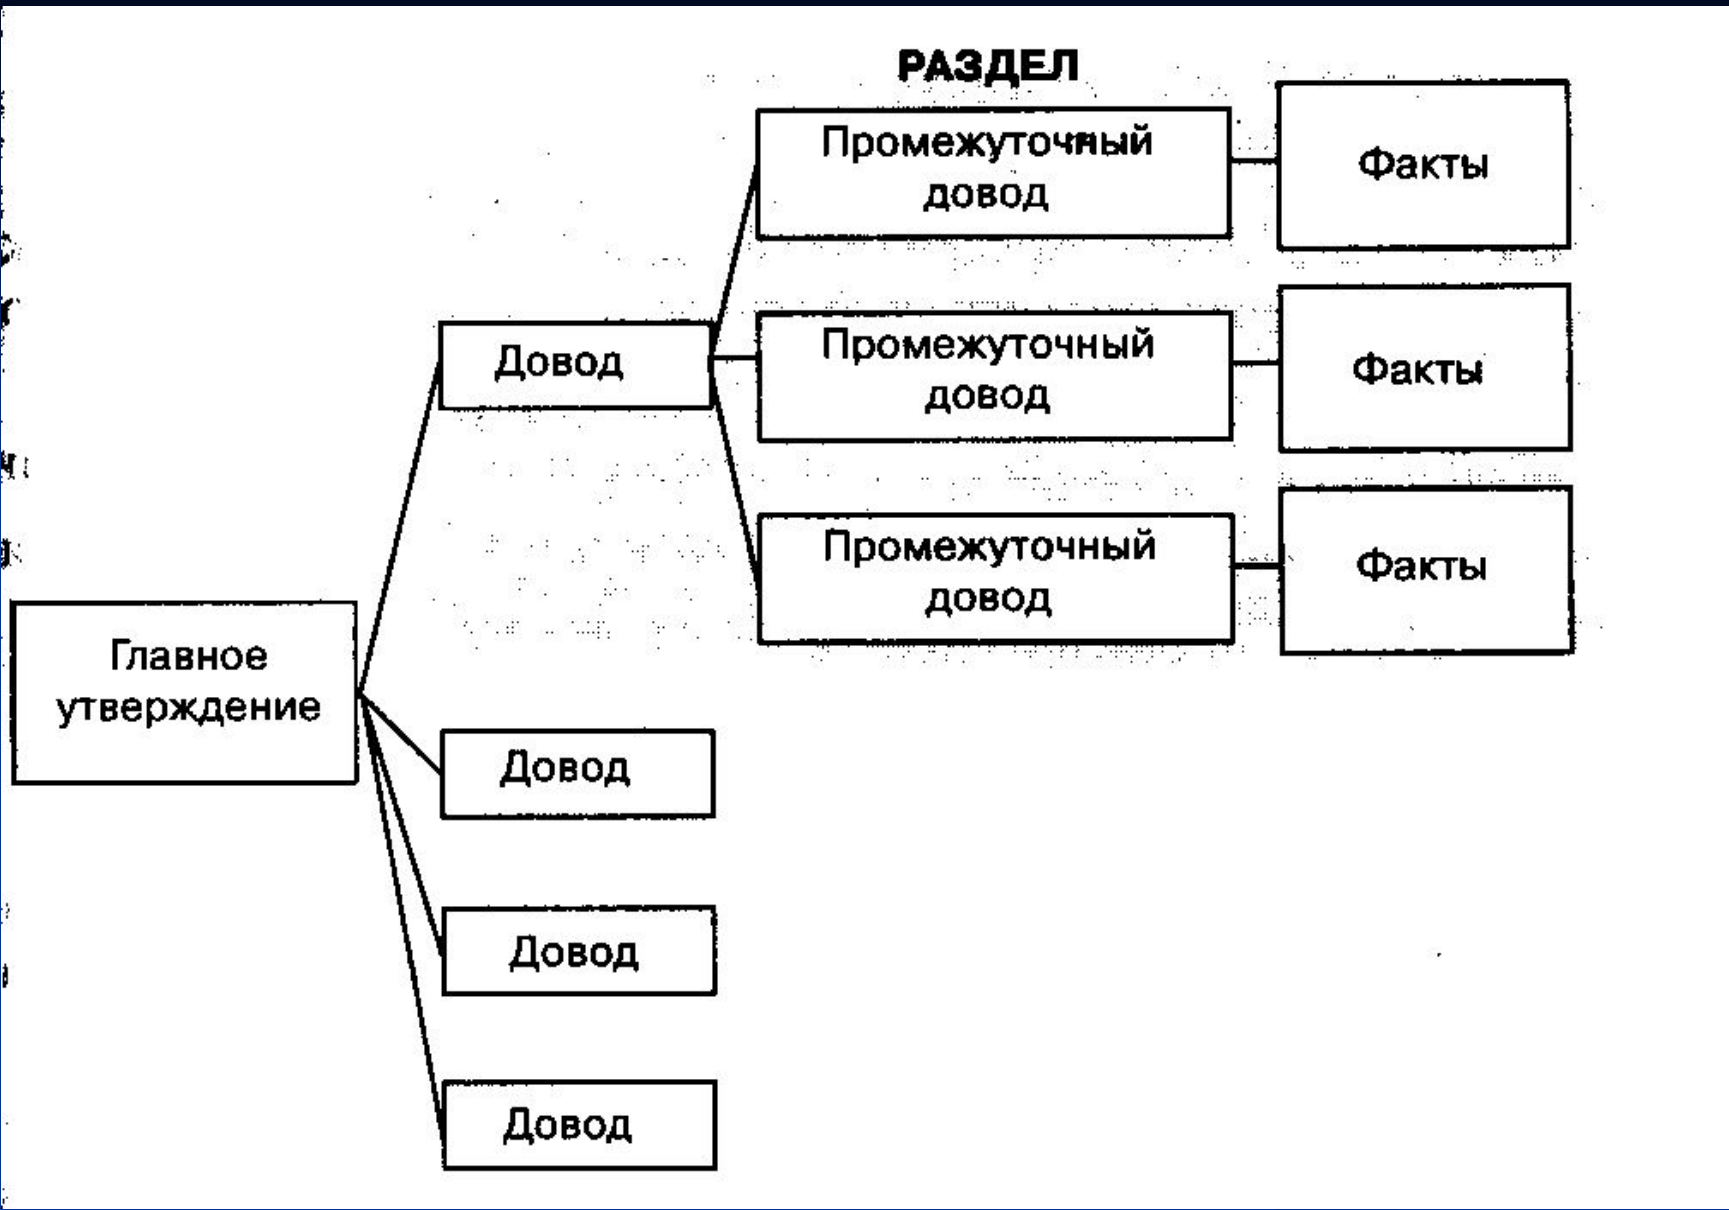 РАЗДЕЛ
Промежуточный
довод
Факты
Промежуточный
довод
Факты
Довод
Промежуточный
довод
Факты
Главное
утверждение
Довод
Довод
Довод